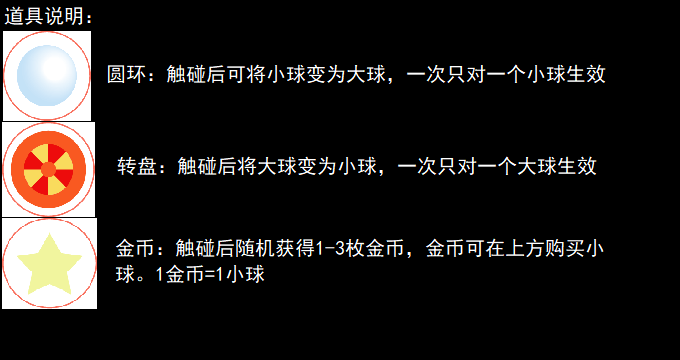 道具说明：
圆环：触碰后可将小球变为大球，一次只对一个小球生效
转盘：触碰后将大球变为小球，一次只对一个大球生效
金币：触碰后随机获得1-3枚金币，金币可在上方购买小
球。1金币=1小球